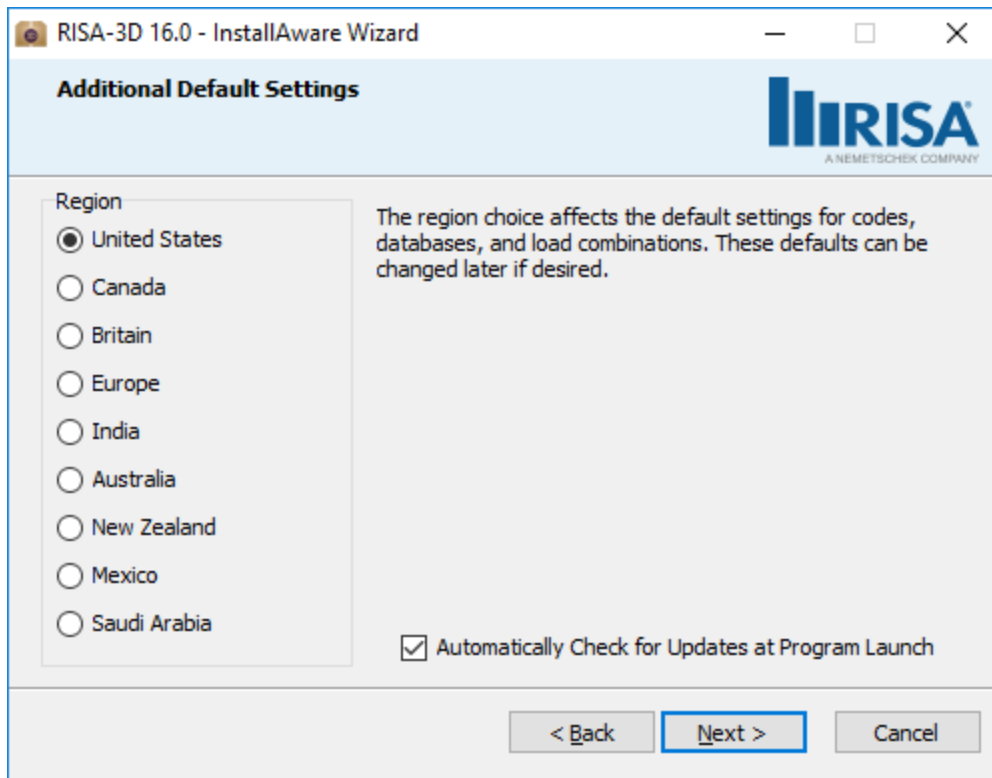 RISA-3D 16.0 - InstallAware Wizard
Additional Default Settings
RISA
A NEMETSCHEK COMPANY
Region
United States
Canada
Britain
Europe
India
Australia
New Zealand
Mexico
Saudi Arabia
The region choice affects the default settings for codes,
databases, and load combinations. These defaults can be
changed later if desired.
Automatically Check for Updates at Program Launch
< Back
Next >
Cancel